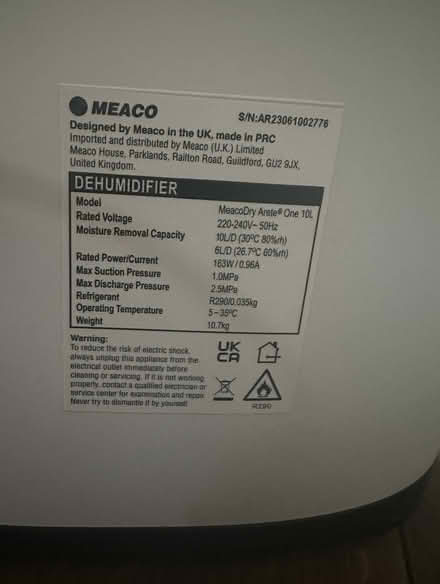 MEACO
S/N:AR23061002776
Designed by Meaco in the UK, made in PRC
Imported and distributed by Meaco (U.K.) Limited
Meaco House, Parklands, Railton Road, Guildford, GU2 9JX,
United Kingdom.
DEHUMIDIFIER
Model MeacoDry Arete® One 10L
Rated Voltage 220-240V~ 50Hz
Moisture Removal Capacity 10L/D (30ºC 80%rh)
6L/D (26.7ºC 60%rh)
Rated Power/Current 163W / 0.96A
Max Suction Pressure 1.0MPa
Max Discharge Pressure 2.5MPa
Refrigerant R290/0.035kg
Operating Temperature 5~35ºC
Weight 10.7kg
Warning:
To reduce the risk of electric shock,
always unplug this appliance from the
electrical outlet immediately before
cleaning or servicing. If it is not working
properly, contact a qualified electrician or
service center for examination and repair.
Never try to dismantle it by yourself.
UK
CA
R290